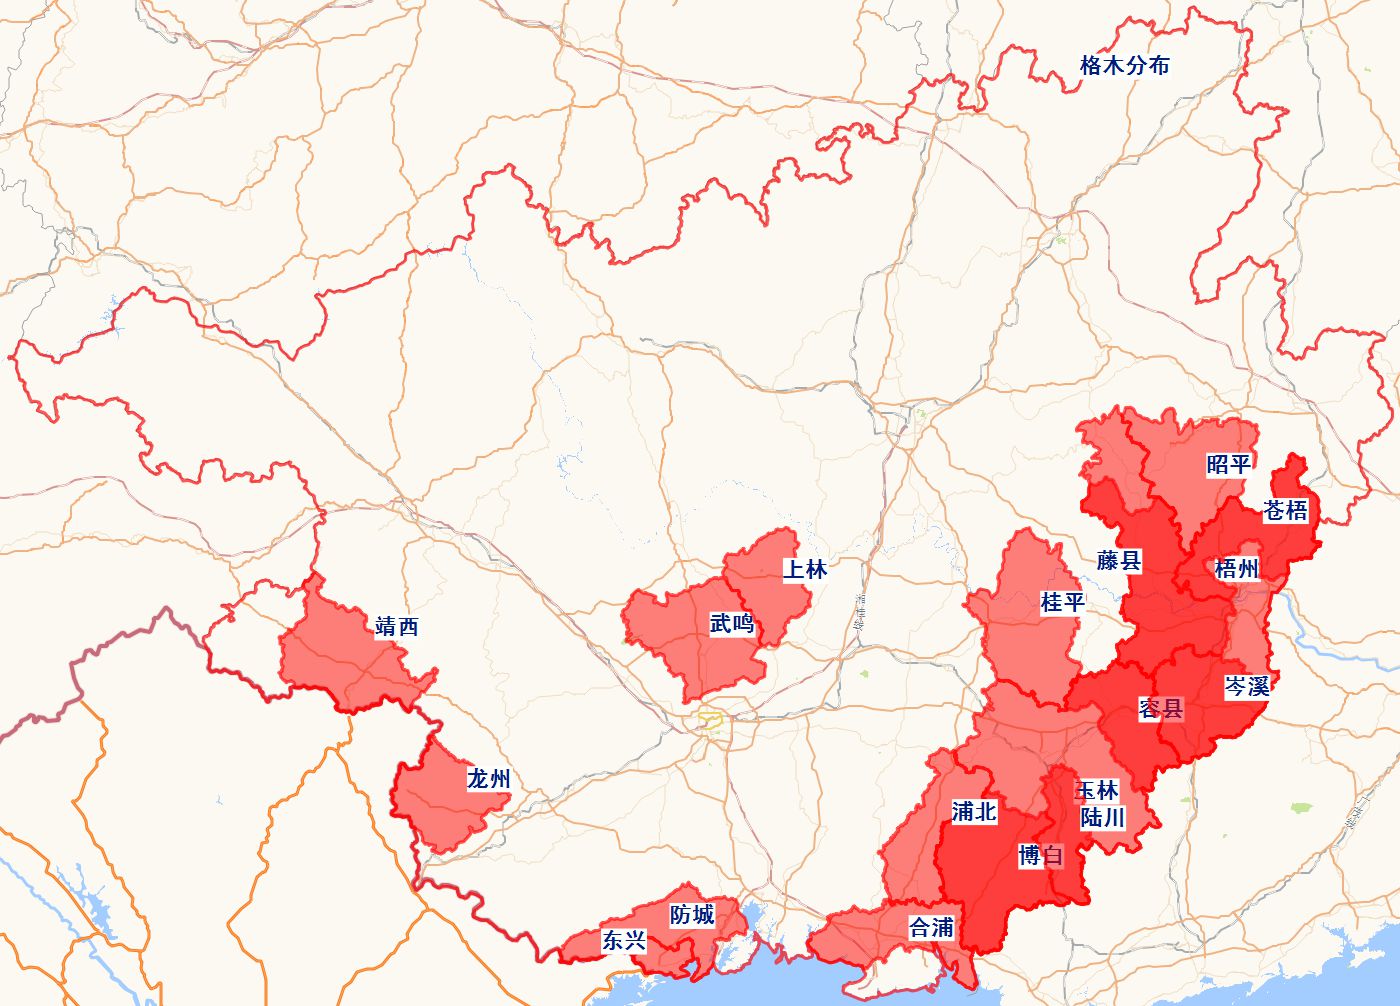 格木分布
昭平
苍梧
藤县
梧州
上林
桂平
武鸣
靖西
岑溪
容县
龙州
玉林
浦北
陆川
博白
防城
合浦
东兴